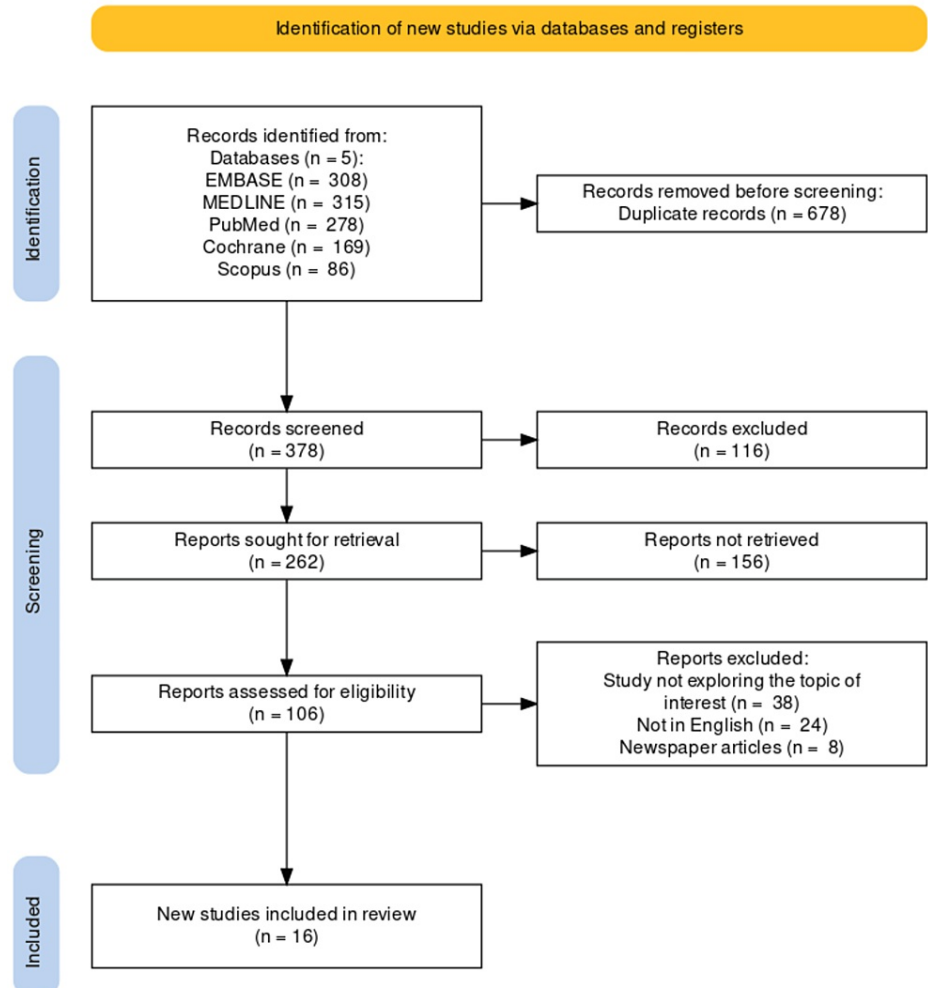 Identification of new studies via databases and registers
Identification
Records identified from:
Databases (n = 5):
EMBASE (n = 308)
MEDLINE (n = 315)
PubMed (n = 278)
Cochrane (n = 169)
Scopus (n = 86)
Records removed before screening:
Duplicate records (n = 678)
Screening
Records screened
(n = 378)
Records excluded
(n = 116)
Reports sought for retrieval
(n = 262)
Reports not retrieved
(n = 156)
Reports assessed for eligibility
(n = 106)
Reports excluded:
Study not exploring the topic of
interest (n = 38)
Not in English (n = 24)
Newspaper articles (n = 8)
Included
New studies included in review
(n = 16)